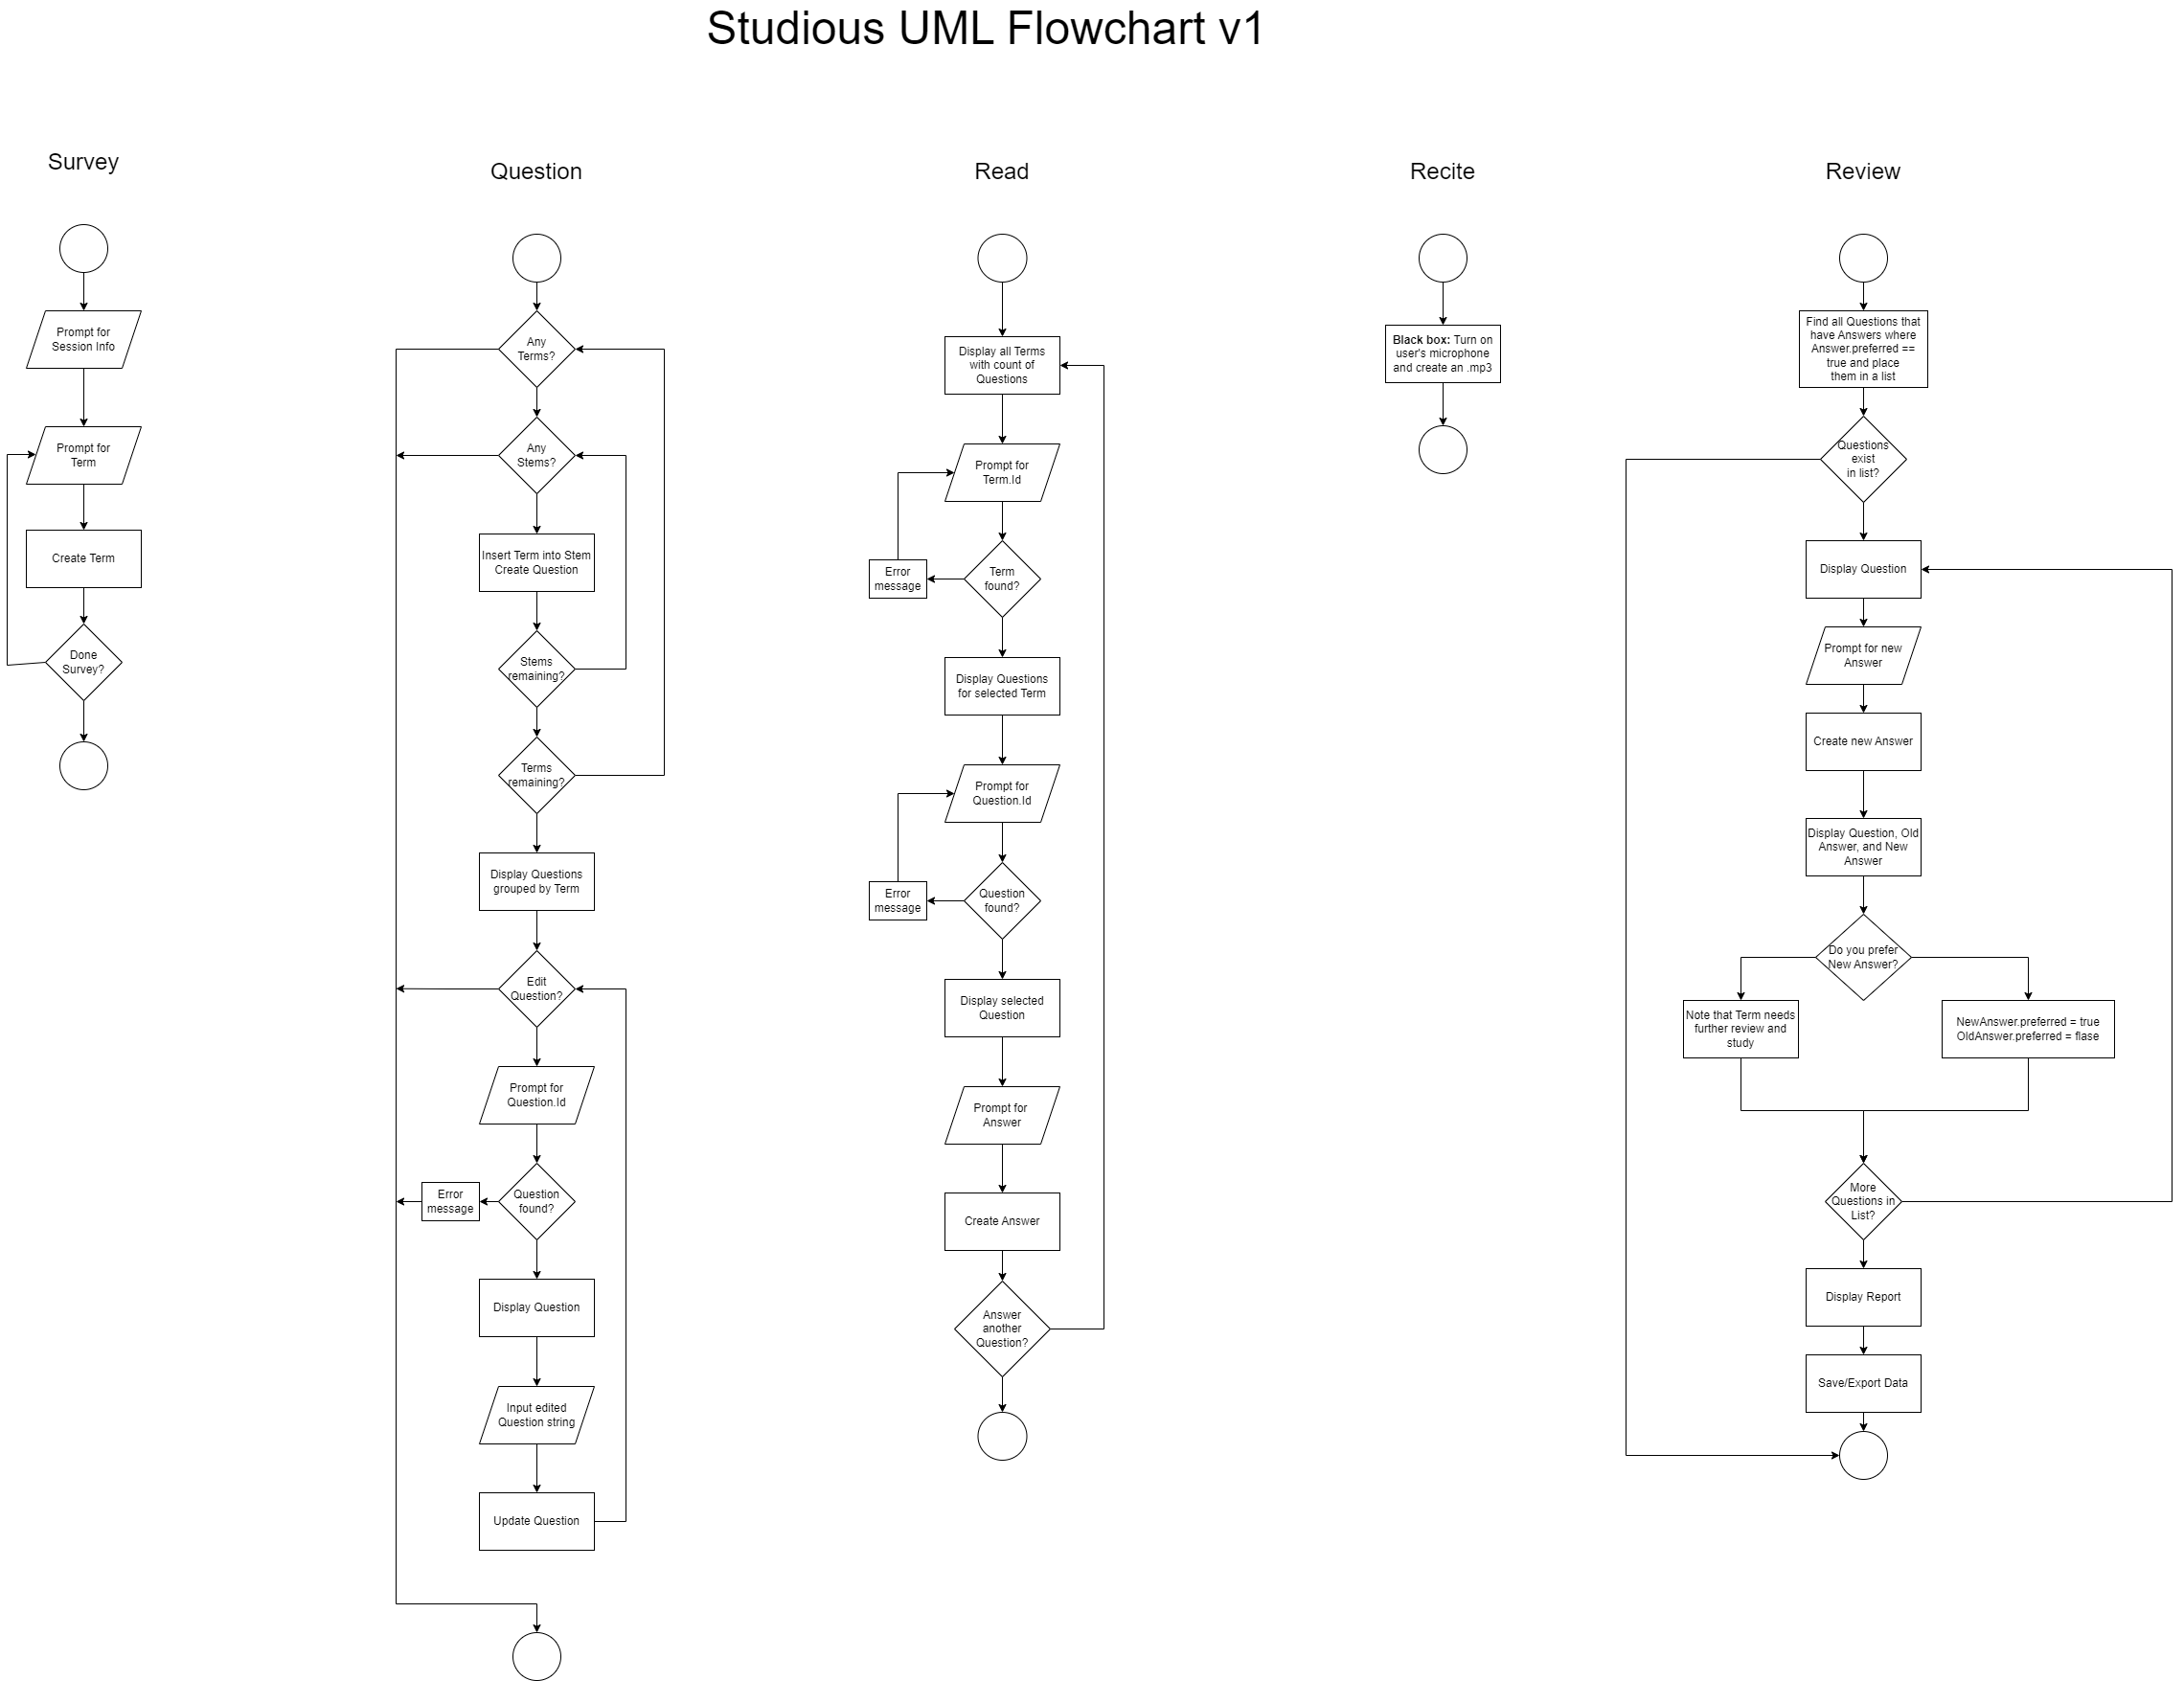 Studious UML Flowchart v1
Survey
Prompt for
Session Info
Prompt for
Term
Create Term
Done
Survey?
Question
Any
Terms?
Any
Stems?
Insert Term into Stem
Create Question
Stems
remaining?
Terms
remaining?
Display Questions
grouped by Term
Edit
Question?
Prompt for
Question.Id
Question
found?
Error
message
Display Question
Input edited
Question string
Update Question
Read
Display all Terms
with count of
Questions
Prompt for
Term.Id
Term
found?
Error
message
Display Questions
for selected Term
Prompt for
Question.Id
Question
found?
Error
message
Display selected
Question
Prompt for
Answer
Create Answer
Answer
another
Question?
Recite
Black box: Turn on
user's microphone
and create an .mp3
Review
Find all Questions that
have Answers where
Answer.preferred ==
true and place
them in a list
Questions
exist
in list?
Display Question
Prompt for new
Answer
Create new Answer
Display Question, Old
Answer, and New
Answer
Do you prefer
New Answer?
Note that Term needs
further review and
study
NewAnswer.preferred = true
OldAnswer.preferred = flase
More
Questions in
List?
Display Report
Save/Export Data